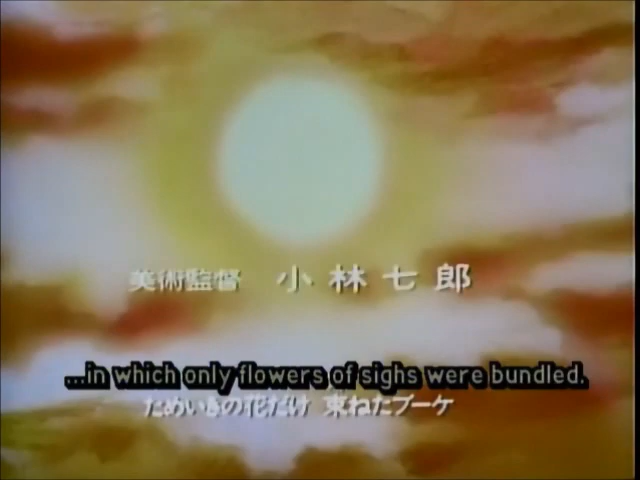 美術監督 小林七郎
...in which only flowers of sighs were bundled.
ためいきの花だけ 束ねたブーケ